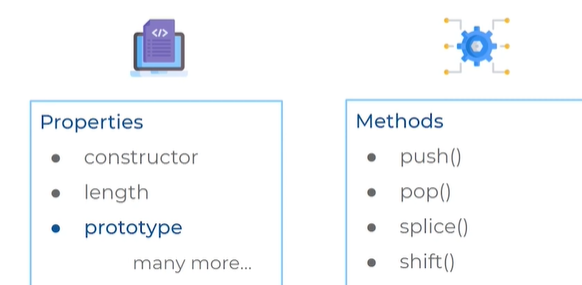 </>
Properties
constructor
length
prototype
many more...
Methods
push()
pop()
splice()
shift()